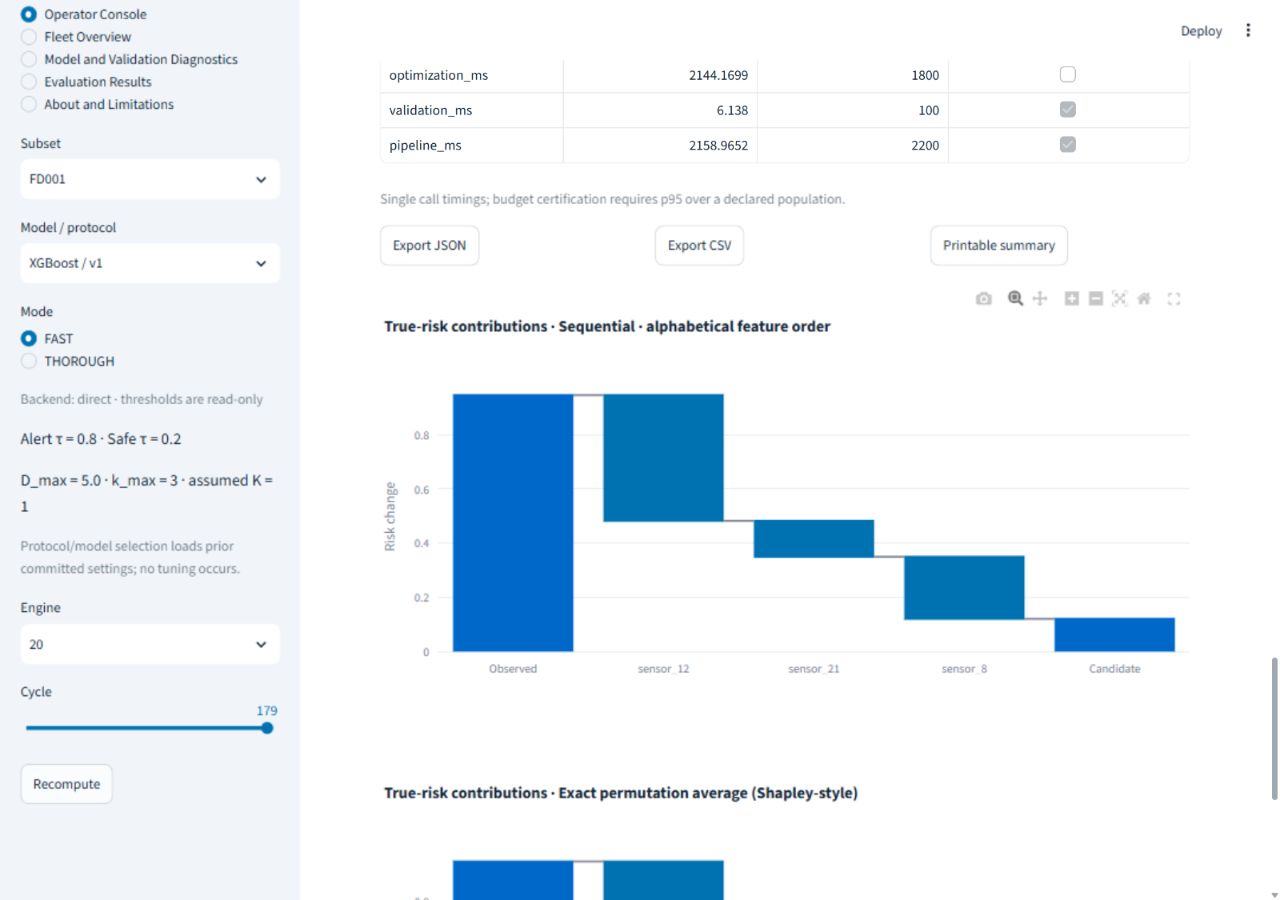 Operator Console
Fleet Overview
Model and Validation Diagnostics
Evaluation Results
About and Limitations
Subset
FD001
Model / protocol
XGBoost / v1
Mode
FAST
THOROUGH
Backend: direct · thresholds are read-only
Alert τ = 0.8 · Safe τ = 0.2
D_max = 5.0 · k_max = 3 · assumed K =
1
Protocol/model selection loads prior
committed settings; no tuning occurs.
Engine
20
Cycle
179
Recompute
Deploy
optimization_ms 2144.1699 1800
validation_ms 6.138 100
pipeline_ms 2158.9652 2200
Single call timings; budget certification requires p95 over a declared population.
Export JSON Export CSV Printable summary
True-risk contributions · Sequential · alphabetical feature order
Risk change
0.8
0.6
0.4
0.2
0
Observed sensor_12 sensor_21 sensor_8 Candidate
True-risk contributions · Exact permutation average (Shapley-style)